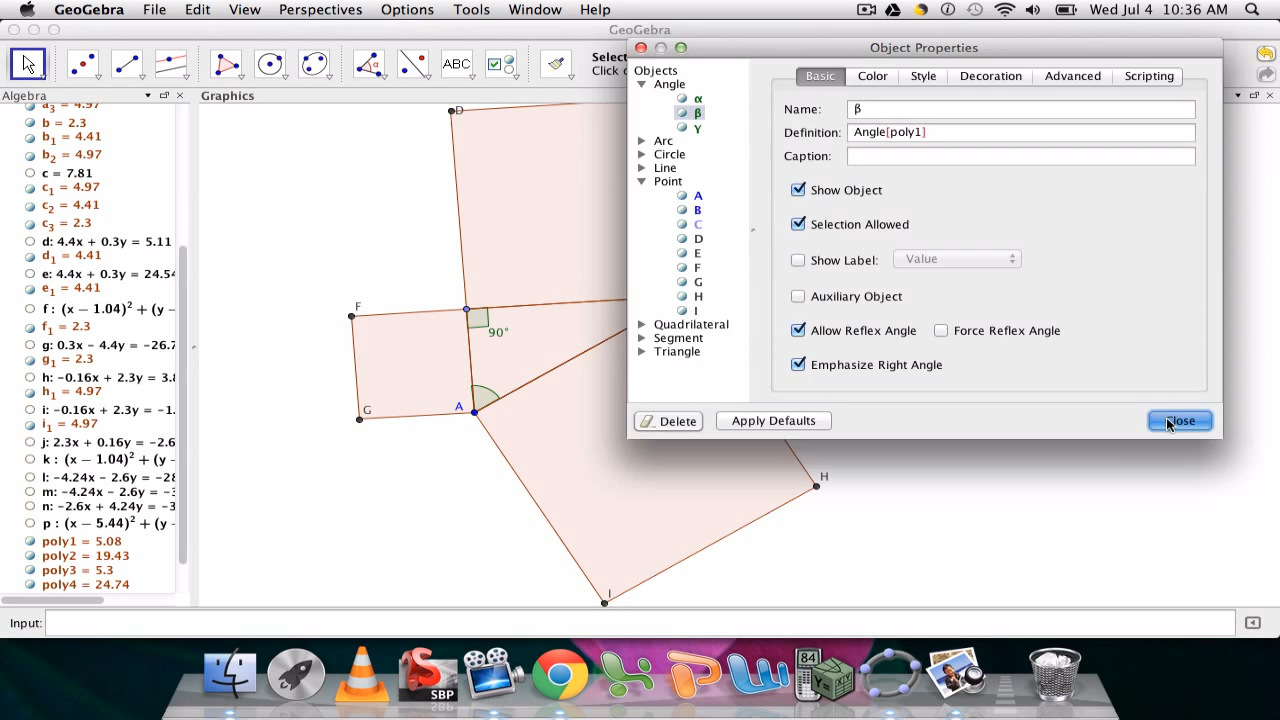 GeoGebra File Edit View Perspectives Options Tools Window Help Wed Jul 4 10:36 AM
GeoGebra
ABC
Selec
Click o
Algebra
Graphics
a3 = 4.97
b = 2.3
b1 = 4.41
b2 = 4.97
c = 7.81
c1 = 4.97
c2 = 4.41
c3 = 2.3
d: 4.4x + 0.3y = 5.11
d1 = 4.41
e: 4.4x + 0.3y = 24.54
e1 = 4.41
f: (x − 1.04)² + (y −
f1 = 2.3
g: 0.3x − 4.4y = −26.7
g1 = 2.3
h: −0.16x + 2.3y = 3.8
h1 = 4.97
i: −0.16x + 2.3y = −1.
i1 = 4.97
j: 2.3x + 0.16y = −2.6
k: (x − 1.04)² + (y −
l: −4.24x − 2.6y = −28
m: −4.24x − 2.6y = −3
n: −2.6x + 4.24y = −3
p: (x − 5.44)² + (y −
poly1 = 5.08
poly2 = 19.43
poly3 = 5.3
poly4 = 24.74
D
F
90°
A
G
H
I
Object Properties
Objects
Angle
α
β
γ
Arc
Circle
Line
Point
A
B
C
D
E
F
G
H
I
Quadrilateral
Segment
Triangle
Basic Color Style Decoration Advanced Scripting
Name: β
Definition: Angle[poly1]
Caption:
Show Object
Selection Allowed
Show Label: Value
Auxiliary Object
Allow Reflex Angle Force Reflex Angle
Emphasize Right Angle
Delete Apply Defaults Close
Input:
SBP
84
Y=